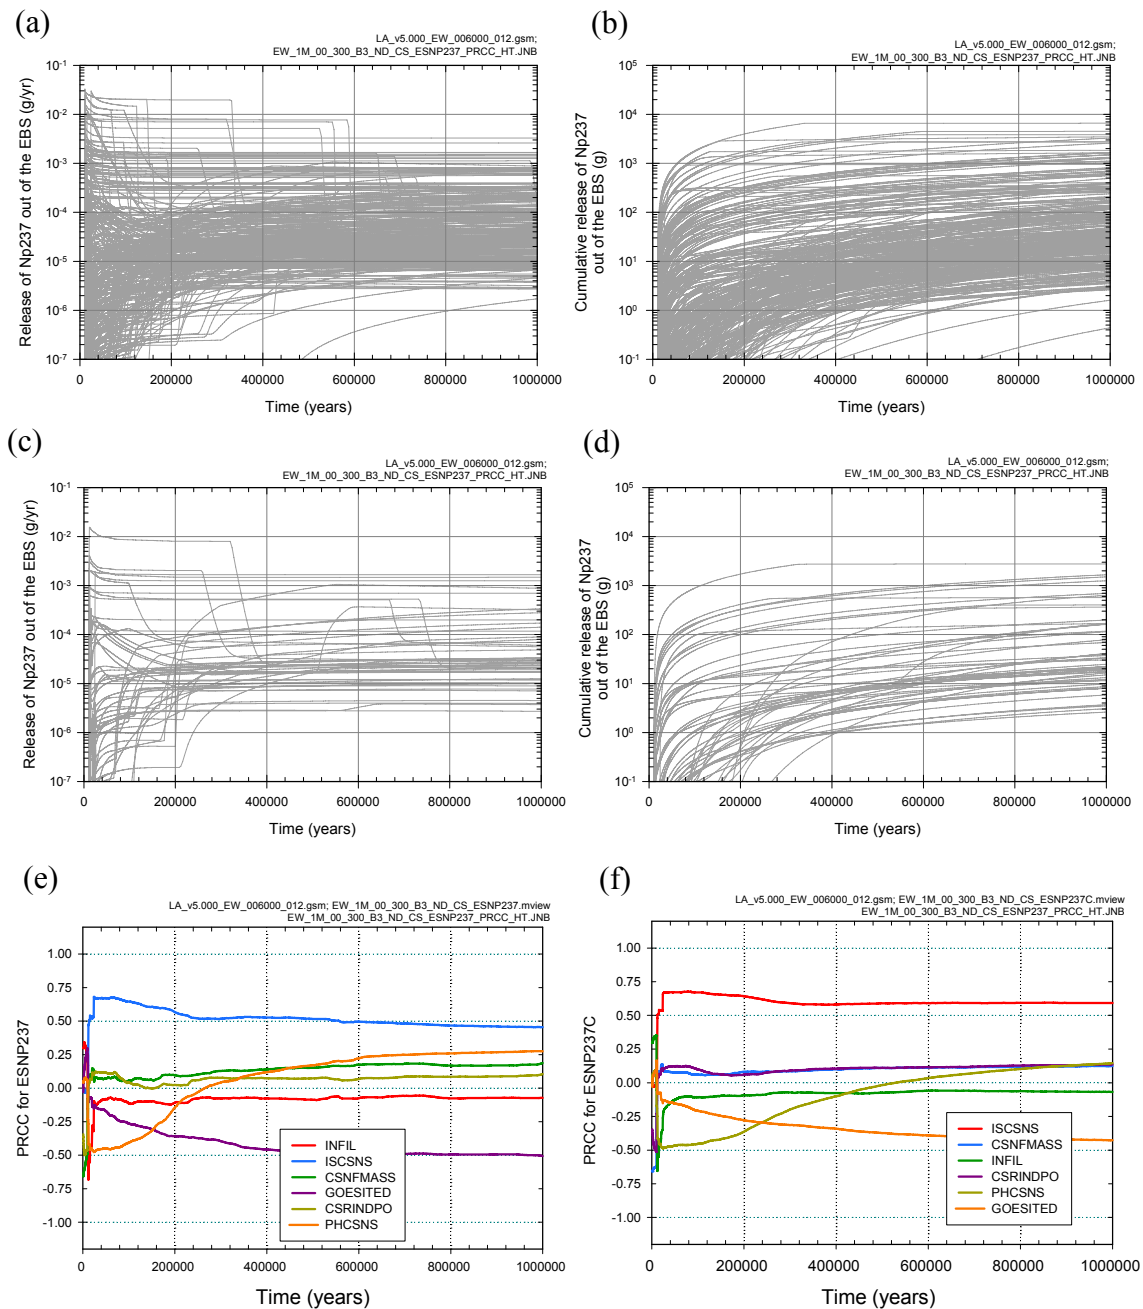 (a)
LA_v5.000_EW_006000_012.gsm;
EW_1M_00_300_B3_ND_CS_ESNP237_PRCC_HT.JNB
Release of Np237 out of the EBS (g/yr)
10-1
10-2
10-3
10-4
10-5
10-6
10-7
0 200000 400000 600000 800000 1000000
Time (years)
(b)
LA_v5.000_EW_006000_012.gsm;
EW_1M_00_300_B3_ND_CS_ESNP237_PRCC_HT.JNB
Cumulative release of Np237
out of the EBS (g)
105
104
103
102
101
100
10-1
0 200000 400000 600000 800000 1000000
Time (years)
(c)
LA_v5.000_EW_006000_012.gsm;
EW_1M_00_300_B3_ND_CS_ESNP237_PRCC_HT.JNB
Release of Np237 out of the EBS (g/yr)
10-1
10-2
10-3
10-4
10-5
10-6
10-7
0 200000 400000 600000 800000 1000000
Time (years)
(d)
LA_v5.000_EW_006000_012.gsm;
EW_1M_00_300_B3_ND_CS_ESNP237_PRCC_HT.JNB
Cumulative release of Np237
out of the EBS (g)
105
104
103
102
101
100
10-1
0 200000 400000 600000 800000 1000000
Time (years)
(e)
LA_v5.000_EW_006000_012.gsm; EW_1M_00_300_B3_ND_CS_ESNP237.mview
EW_1M_00_300_B3_ND_CS_ESNP237_PRCC_HT.JNB
PRCC for ESNP237
1.00
0.75
0.50
0.25
0.00
-0.25
-0.50
-0.75
-1.00
INFIL
ISCSNS
CSNFMASS
GOESITED
CSRINDPO
PHCSNS
0 200000 400000 600000 800000 1000000
Time (years)
(f)
LA_v5.000_EW_006000_012.gsm; EW_1M_00_300_B3_ND_CS_ESNP237C.mview
EW_1M_00_300_B3_ND_CS_ESNP237_PRCC_HT.JNB
PRCC for ESNP237C
1.00
0.75
0.50
0.25
0.00
-0.25
-0.50
-0.75
-1.00
ISCSNS
CSNFMASS
INFIL
CSRINDPO
PHCSNS
GOESITED
0 200000 400000 600000 800000 1000000
Time (years)